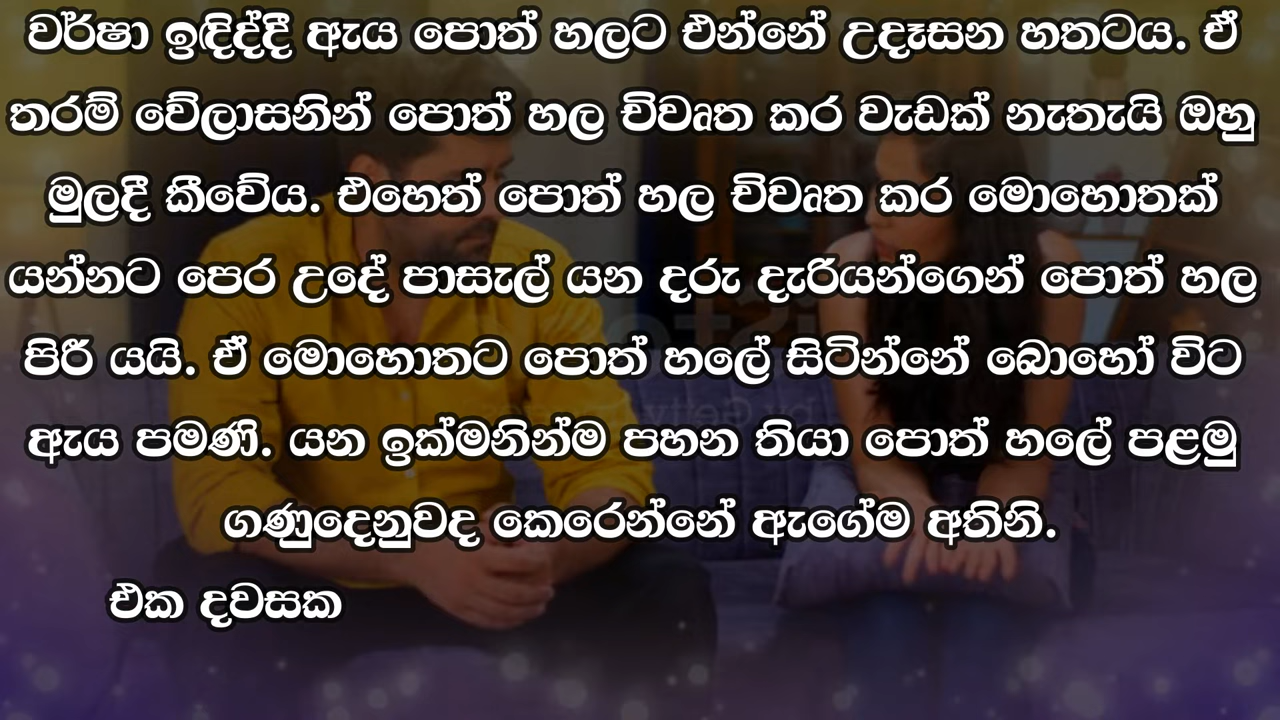 වර්ෂා ඉඳිද්දී ඇය පොත් හලට එන්නේ උදෑසන හතටය. ඒ
තරම් වේලාසනින් පොත් හල විවෘත කර වැඩක් නැතැයි ඔහු
මුලදී කීවේය. එහෙත් පොත් හල විවෘත කර මොහොතක්
යන්නට පෙර උදේ පාසැල් යන දරු දැරියන්ගෙන් පොත් හල
පිරී යයි. ඒ මොහොතට පොත් හලේ සිටින්නේ බොහෝ විට
ඇය පමණි. යන ඉක්මනින්ම පහන තියා පොත් හලේ පළමු
ගණුදෙනුවද කෙරෙන්නේ ඇගේම අතිනි.
එක දවසක